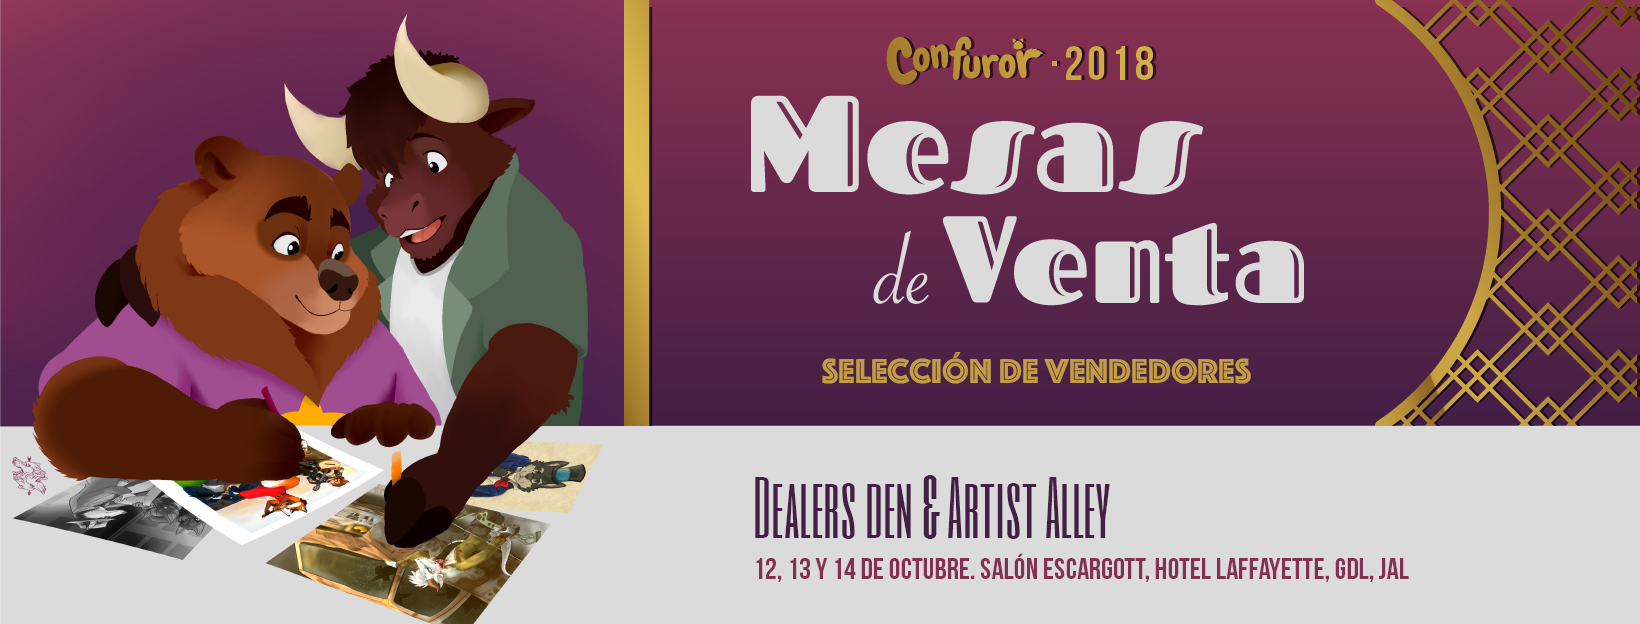 Confuror · 2018
Mesas
de Venta
SELECCIÓN DE VENDEDORES
DEALERS DEN & ARTIST ALLEY
12, 13 Y 14 DE OCTUBRE. SALÓN ESCARGOTT, HOTEL LAFFAYETTE, GDL, JAL